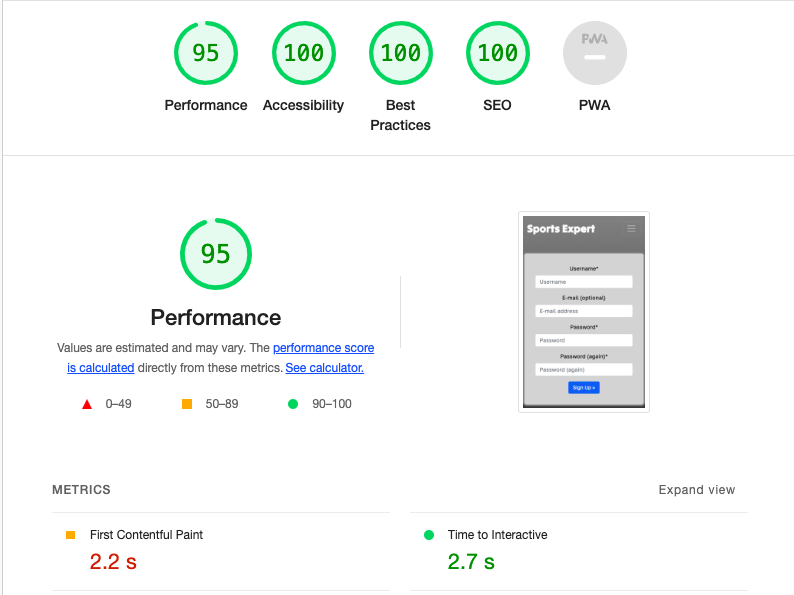 95
100
100
100
PWA
Performance
Accessibility
Best
Practices
SEO
PWA
95
Performance
Values are estimated and may vary. The performance score
is calculated directly from these metrics. See calculator.
0–49
50–89
90–100
Sports Expert
Username*
Username
E-mail (optional)
E-mail address
Password*
Password
Password (again)*
Password (again)
Sign Up »
METRICS
Expand view
First Contentful Paint
2.2 s
Time to Interactive
2.7 s